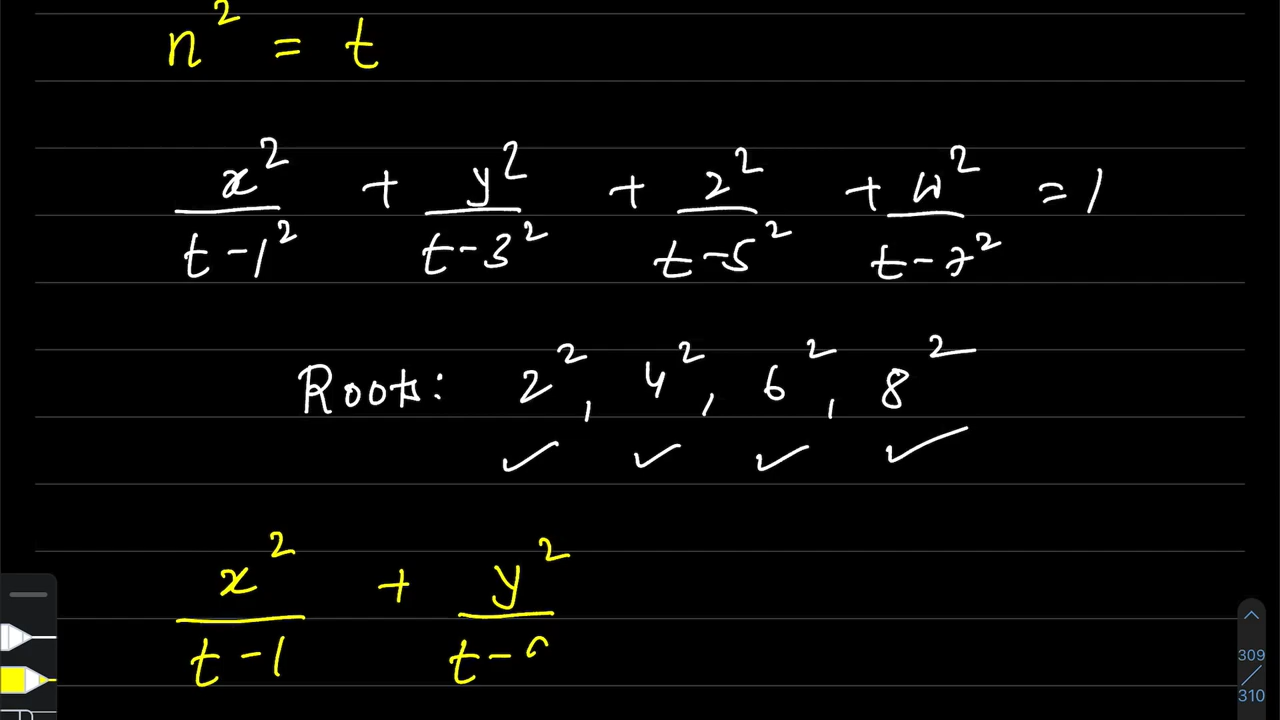 n² = t
x²/(t-1²) + y²/(t-3²) + z²/(t-5²) + w²/(t-7²) = 1
Roots: 2², 4², 6², 8²
✓ ✓ ✓ ✓
x²/(t-1) + y²/(t-
309
/
310